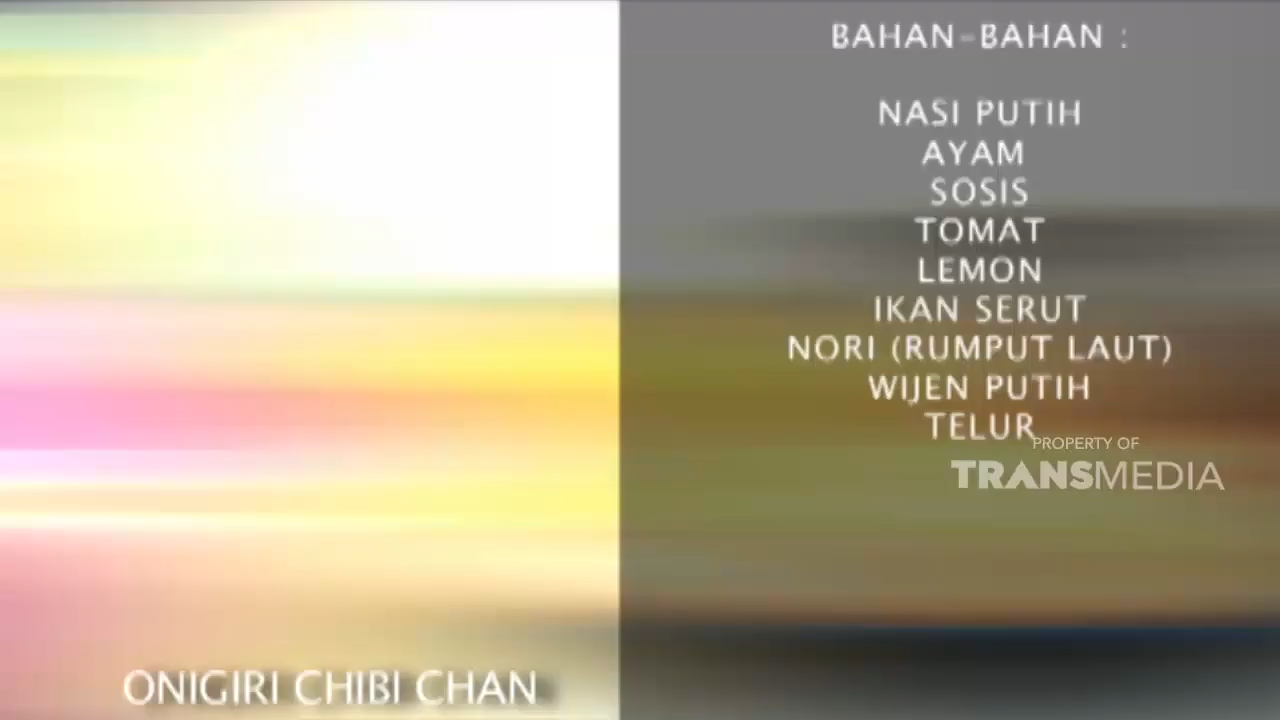 BAHAN-BAHAN :
NASI PUTIH
AYAM
SOSIS
TOMAT
LEMON
IKAN SERUT
NORI (RUMPUT LAUT)
WIJEN PUTIH
TELUR
PROPERTY OF
TRANSMEDIA
ONIGIRI CHIBI CHAN